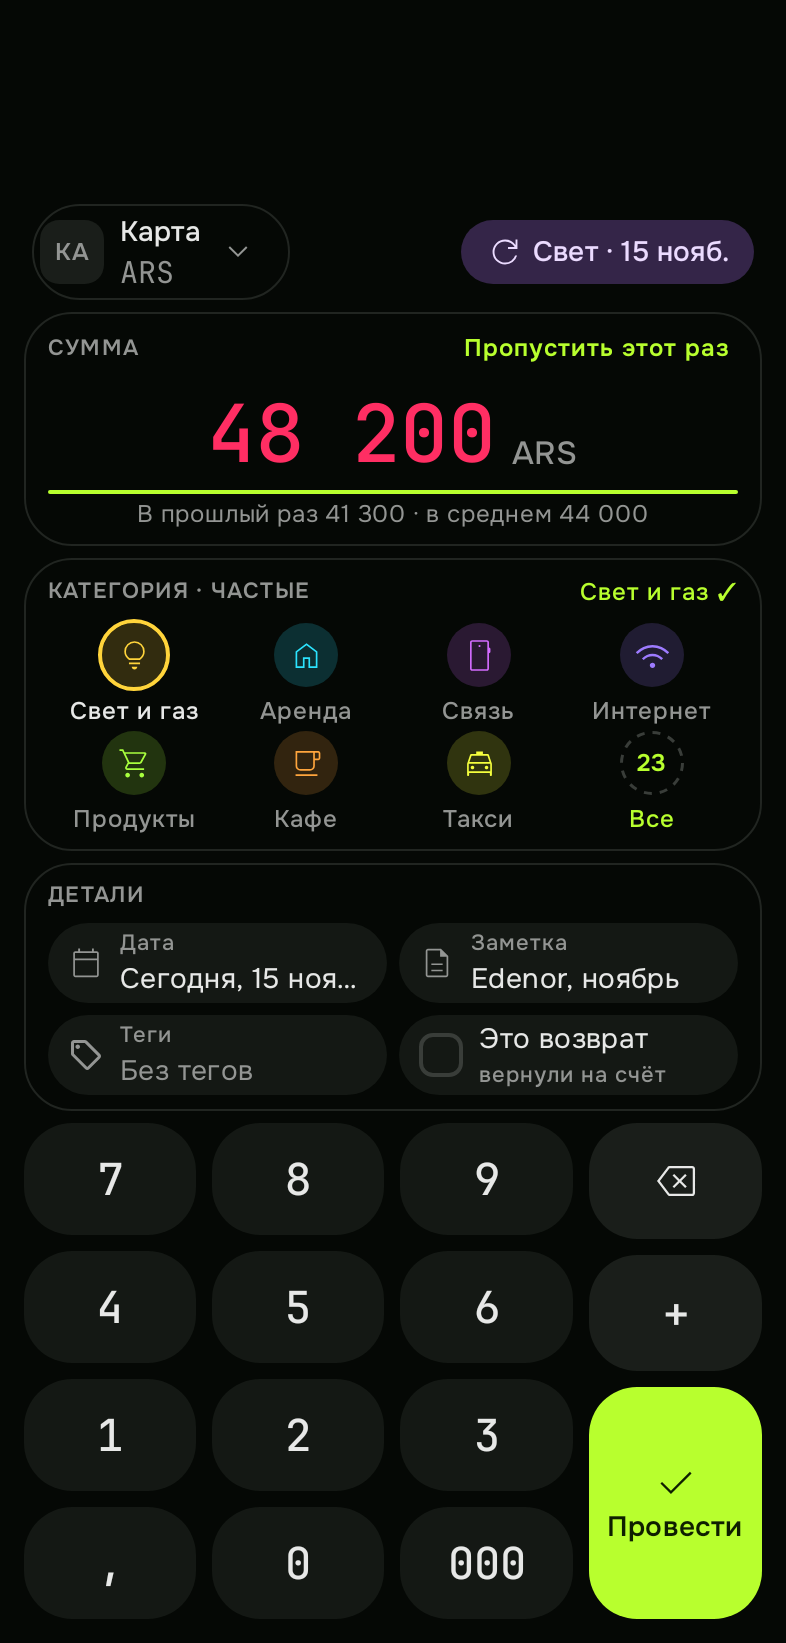 КА
Карта
ARS
Свет · 15 нояб.
СУММА
Пропустить этот раз
48 200 ARS
В прошлый раз 41 300 · в среднем 44 000
КАТЕГОРИЯ · ЧАСТЫЕ
Свет и газ ✓
Свет и газ
Аренда
Связь
Интернет
23
Продукты
Кафе
Такси
Все
ДЕТАЛИ
Дата
Сегодня, 15 ноя...
Заметка
Edenor, ноябрь
Теги
Без тегов
Это возврат
вернули на счёт
7 8 9
4 5 6 +
1 2 3
Провести
, 0 000